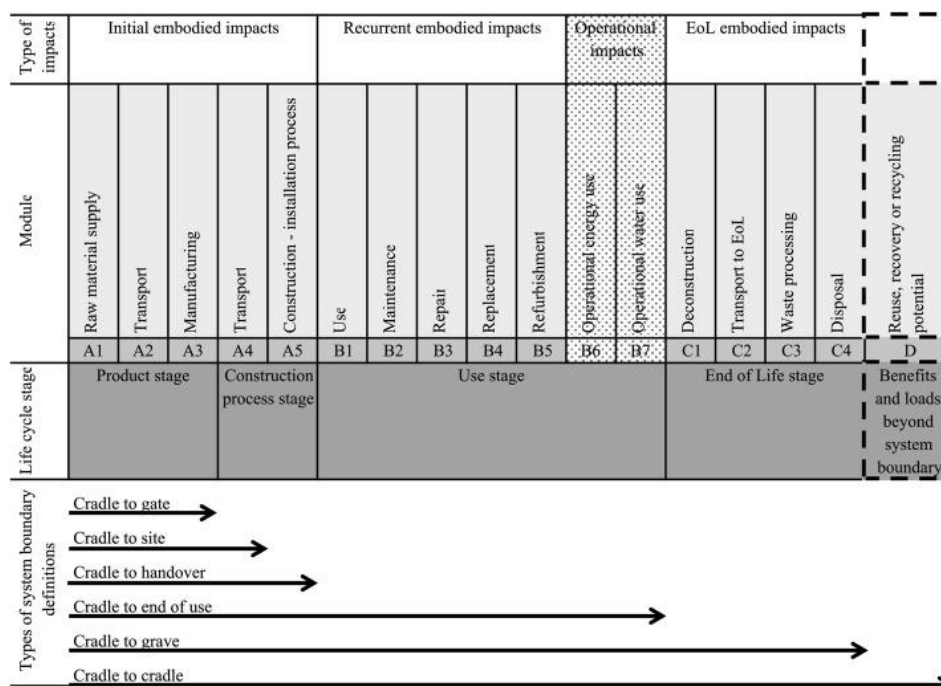 Type of
impacts
Initial embodied impacts
Recurrent embodied impacts
Operational
impacts
EoL embodied impacts
Module
Raw material supply
Transport
Manufacturing
Transport
Construction - installation process
Use
Maintenance
Repair
Replacement
Refurbishment
Operational energy use
Operational water use
Deconstruction
Transport to EoL
Waste processing
Disposal
Reuse, recovery or recycling
potential
A1 A2 A3 A4 A5 B1 B2 B3 B4 B5 B6 B7 C1 C2 C3 C4 D
Life cycle stage
Product stage
Construction
process stage
Use stage
End of Life stage
Benefits
and loads
beyond
system
boundary
Types of system boundary
definitions
Cradle to gate
Cradle to site
Cradle to handover
Cradle to end of use
Cradle to grave
Cradle to cradle